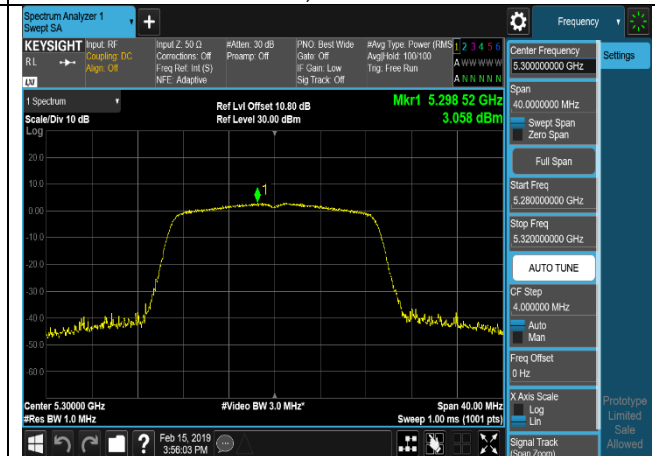 Spectrum Analyzer 1
Swept SA
Frequency
KEYSIGHT
RL
Input: RF
Coupling: DC
Align: Off
Input Z: 50 Ω
Corrections: Off
Freq Ref: Int (S)
NFE: Adaptive
#Atten: 30 dB
Preamp: Off
PNO: Best Wide
Gate: Off
IF Gain: Low
Sig Track: Off
#Avg Type: Power (RMS
Avg|Hold: 100/100
Trig: Free Run
1 2 3 4 5 6
A W W W W W
A N N N N N
1 Spectrum
Scale/Div 10 dB
Log
Ref Lvl Offset 10.80 dB
Ref Level 30.00 dBm
Mkr1 5.298 52 GHz
3.058 dBm
20.0
10.0
0.00
-10.0
-20.0
-30.0
-40.0
-50.0
-60.0
1
Center 5.30000 GHz
#Res BW 1.0 MHz
#Video BW 3.0 MHz*
Span 40.00 MHz
Sweep 1.00 ms (1001 pts)
Feb 15, 2019
3:56:03 PM
Center Frequency
5.300000000 GHz
Settings
Span
40.0000000 MHz
Swept Span
Zero Span
Full Span
Start Freq
5.280000000 GHz
Stop Freq
5.320000000 GHz
AUTO TUNE
CF Step
4.000000 MHz
Auto
Man
Freq Offset
0 Hz
X Axis Scale
Log
Lin
Signal Track
(Span Zoom)
Prototype
Limited
Sale
Allowed